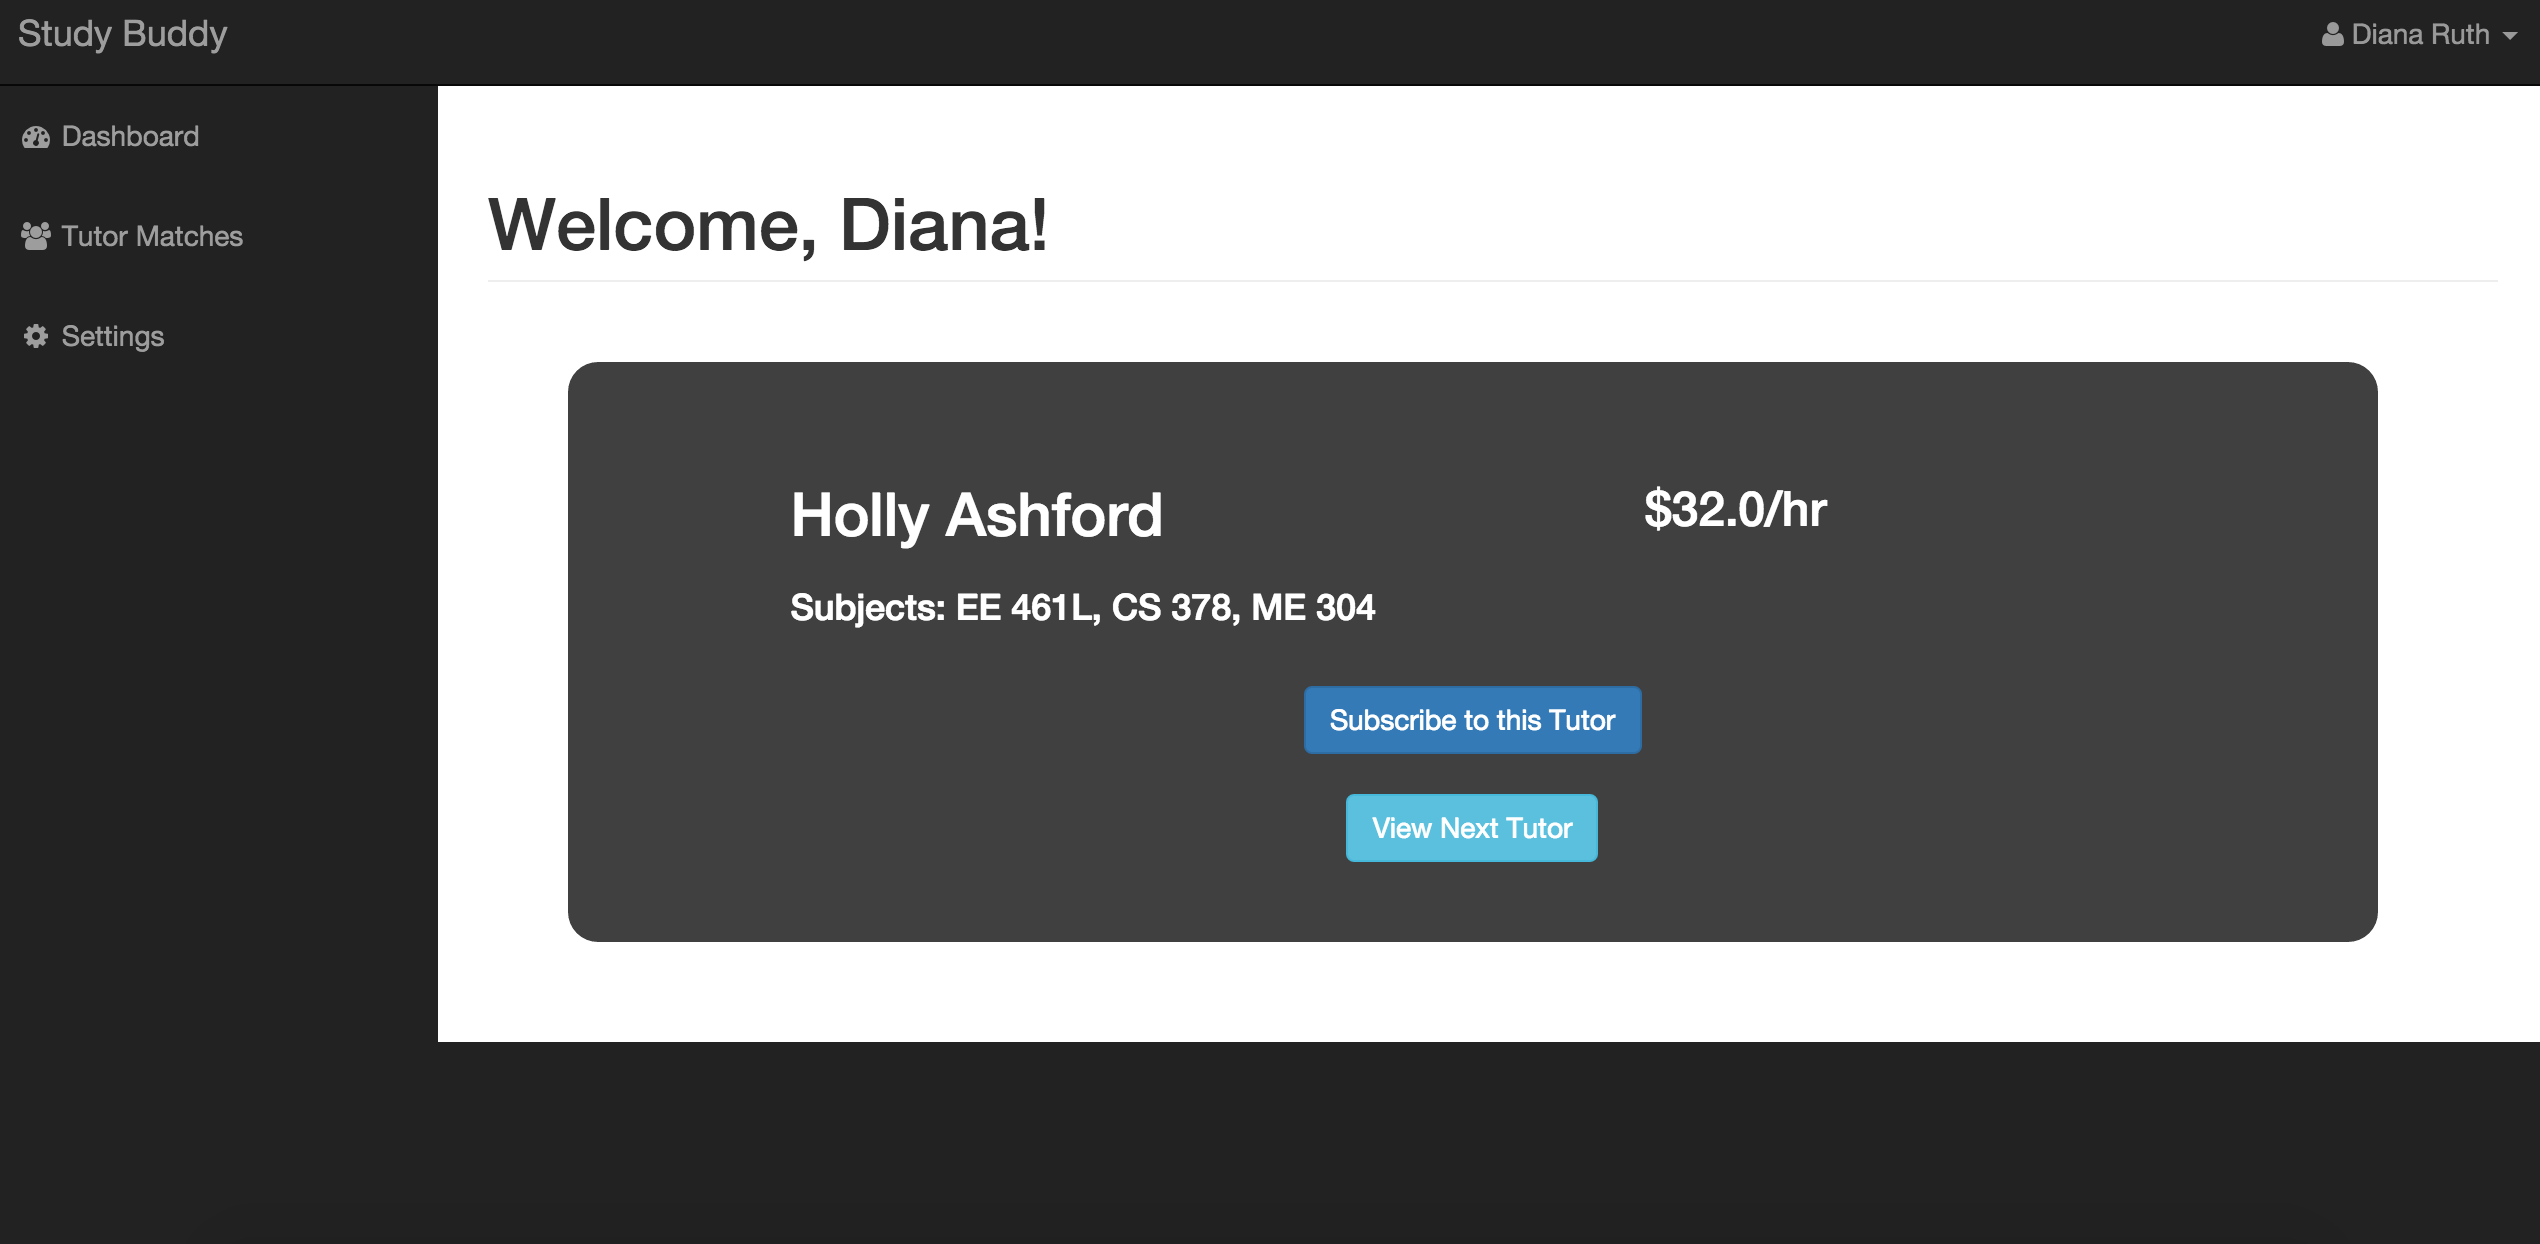 Study Buddy
Diana Ruth
Dashboard
Tutor Matches
Settings
Welcome, Diana!
Holly Ashford
$32.0/hr
Subjects: EE 461L, CS 378, ME 304
Subscribe to this Tutor
View Next Tutor